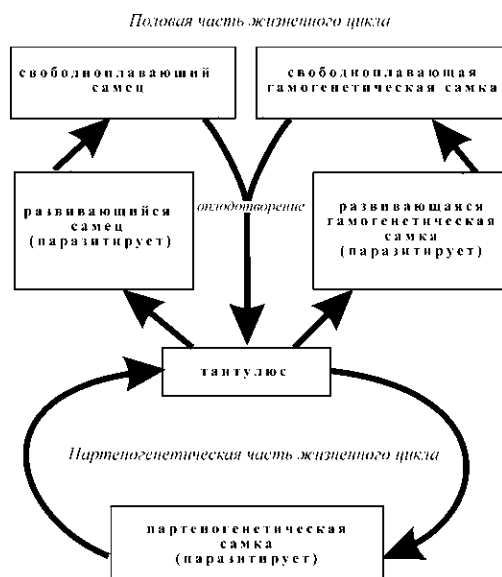 Половая часть жизненного цикла
свободноплавающий
самец
свободноплавающая
гамогенетическая самка
развивающийся
самец
(паразитирует)
оплодотворение
развивающаяся
гамогенетическая
самка
(паразитирует)
тантулюс
Партеногенетическая часть жизненного цикла
партеногенетическая
самка
(паразитирует)